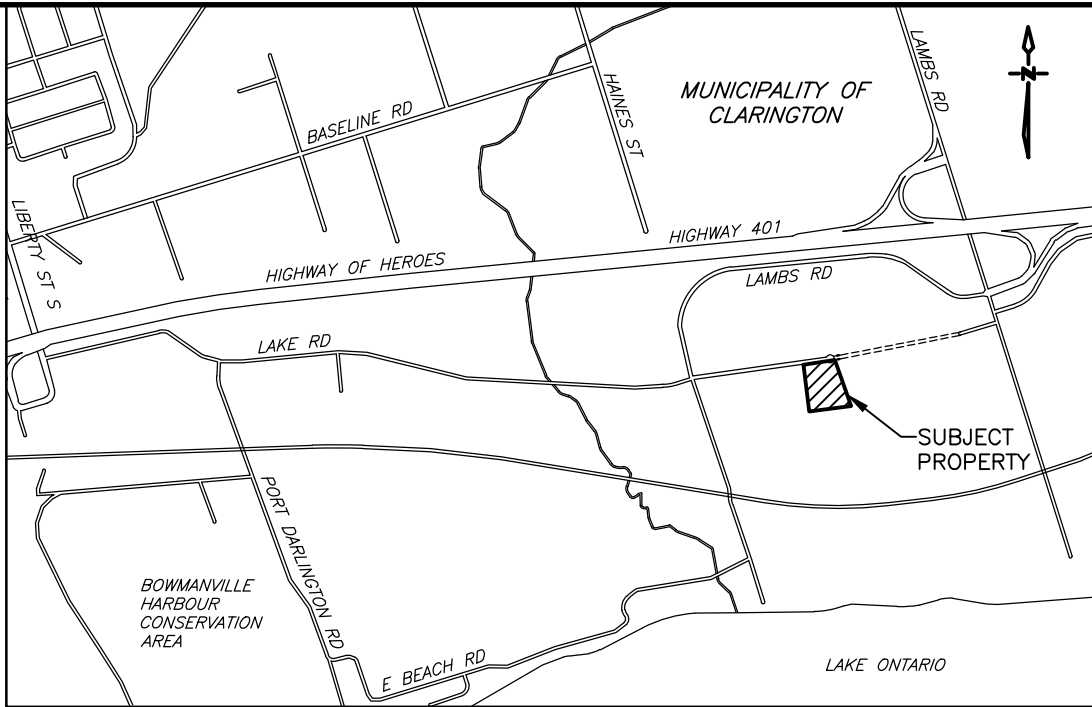 MUNICIPALITY OF
CLARINGTON
LAMBS RD
N
HAINES ST
BASELINE RD
LIBERTY ST S
HIGHWAY OF HEROES
HIGHWAY 401
LAMBS RD
LAKE RD
SUBJECT
PROPERTY
PORT DARLINGTON RD
BOWMANVILLE
HARBOUR
CONSERVATION
AREA
E BEACH RD
LAKE ONTARIO